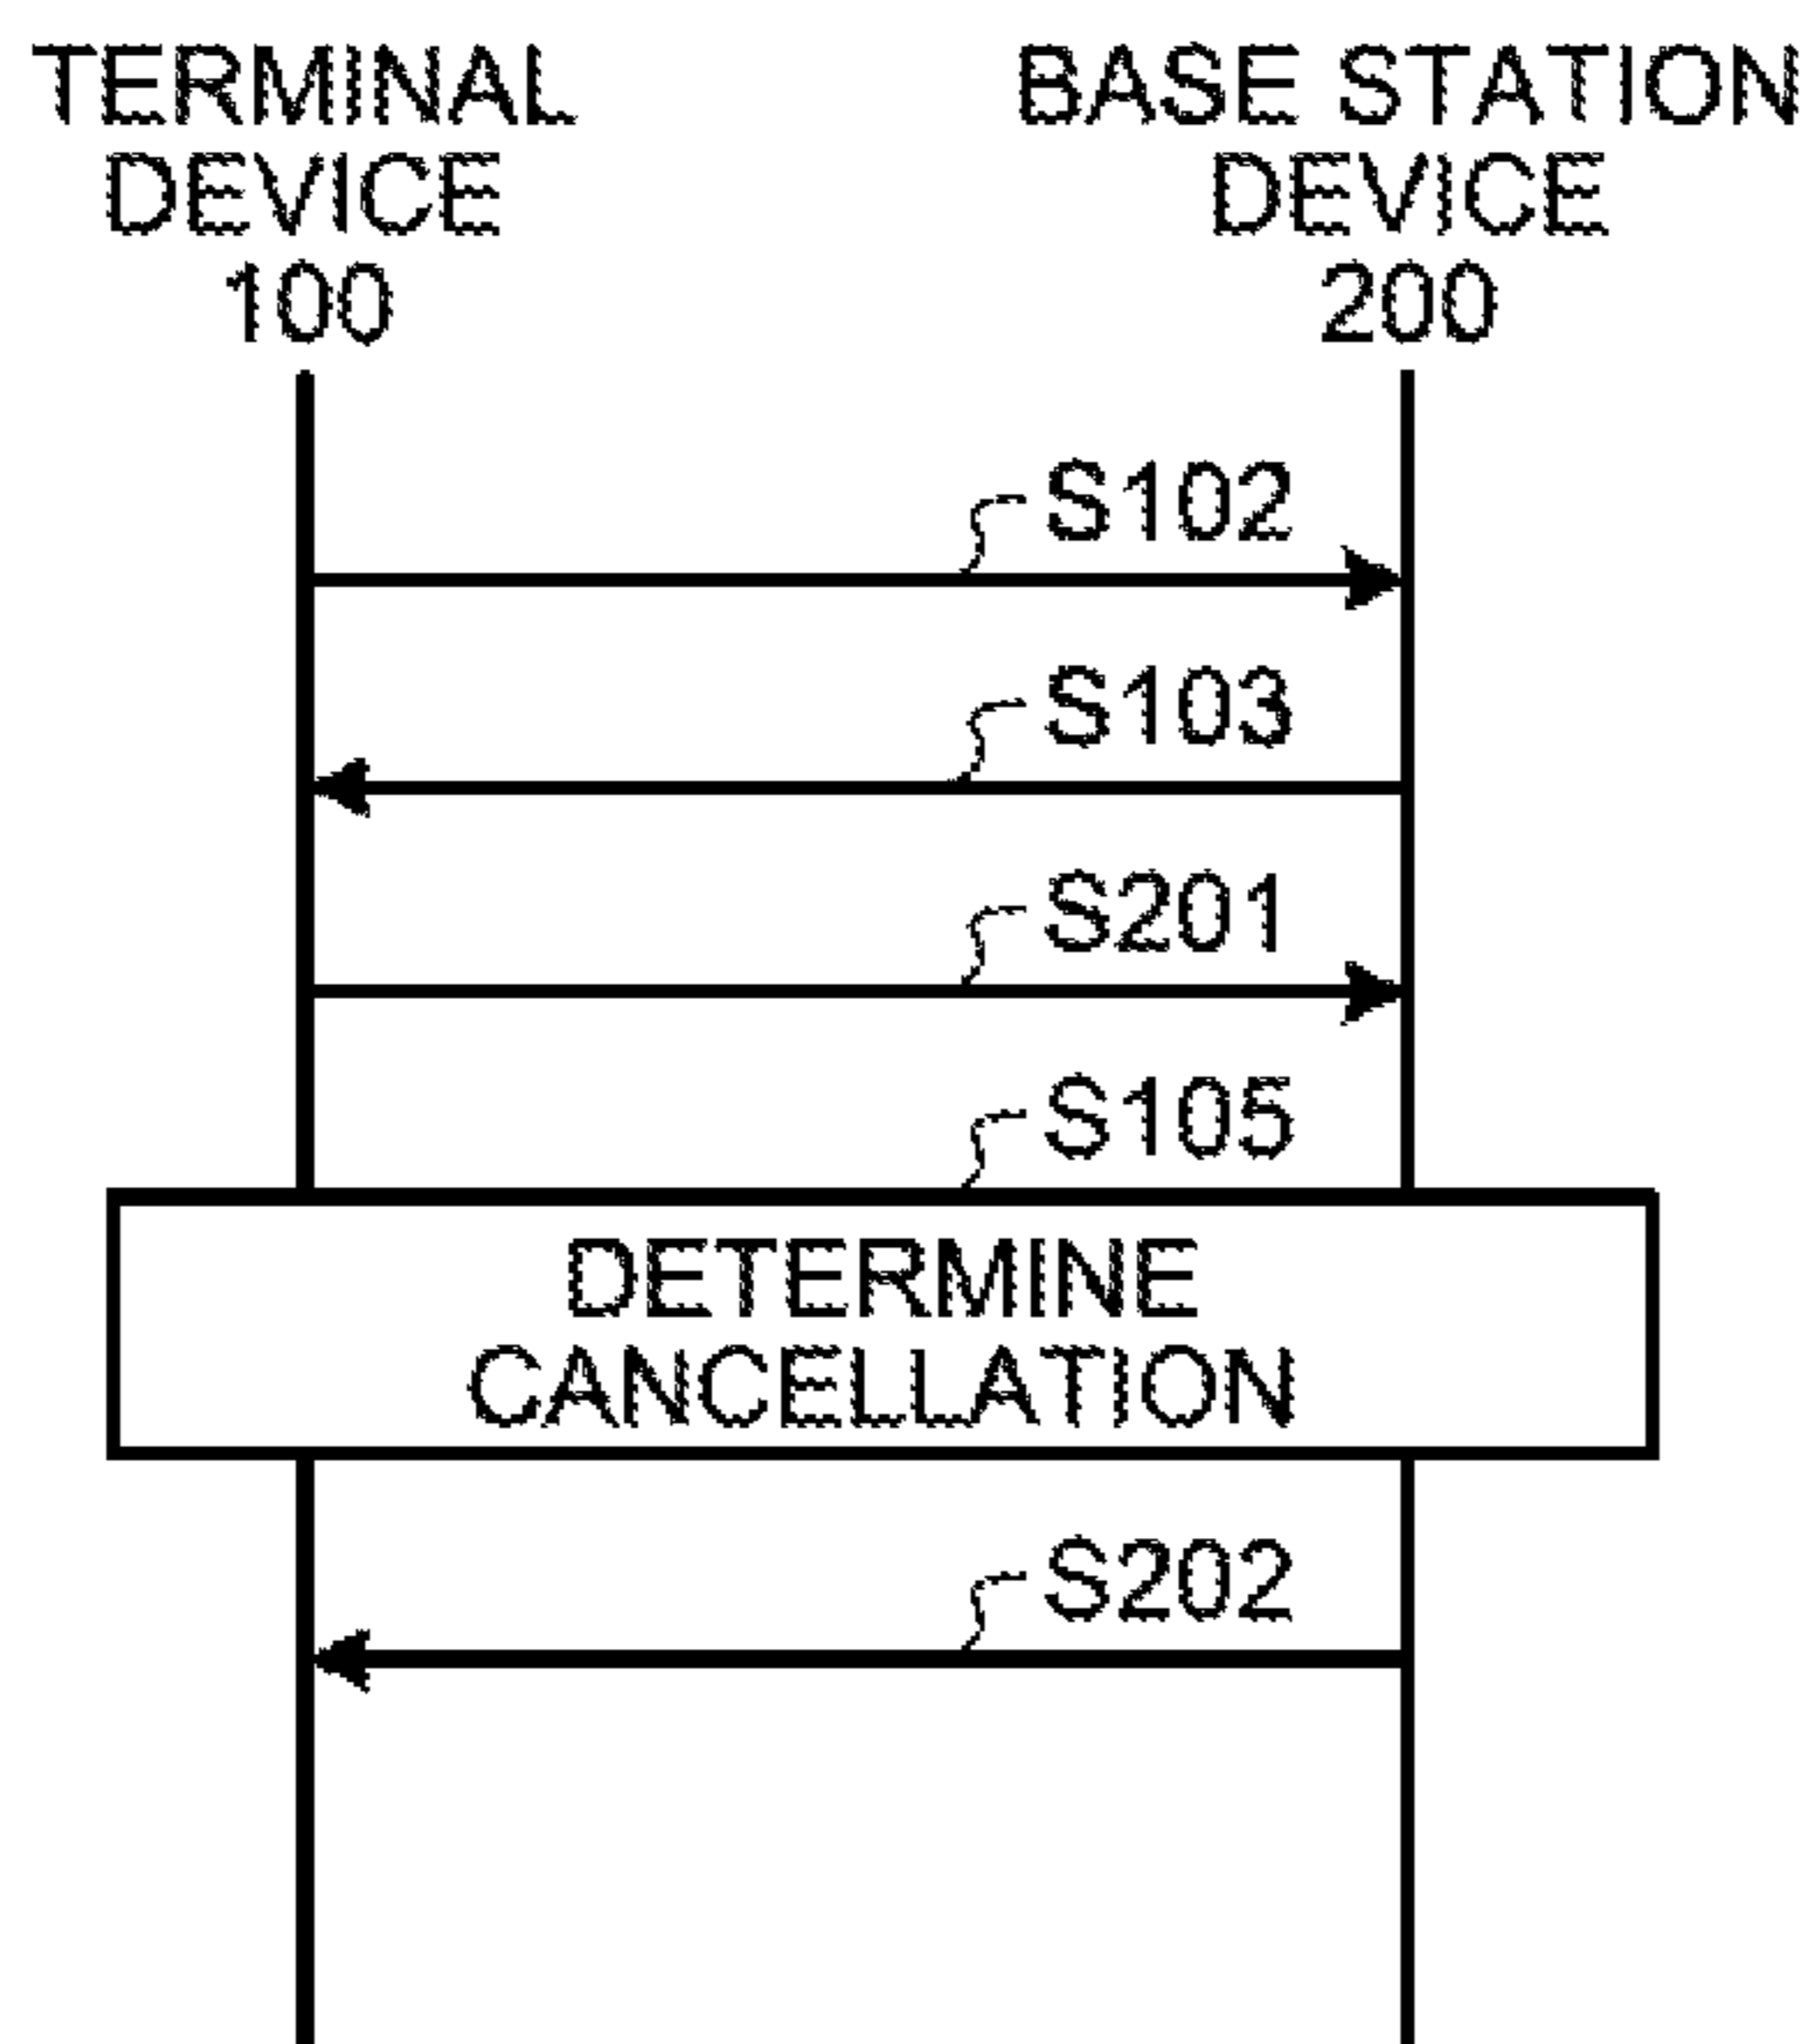 TERMINAL
DEVICE
100
BASE STATION
DEVICE
200
S102
S103
S201
S105
DETERMINE
CANCELLATION
S202